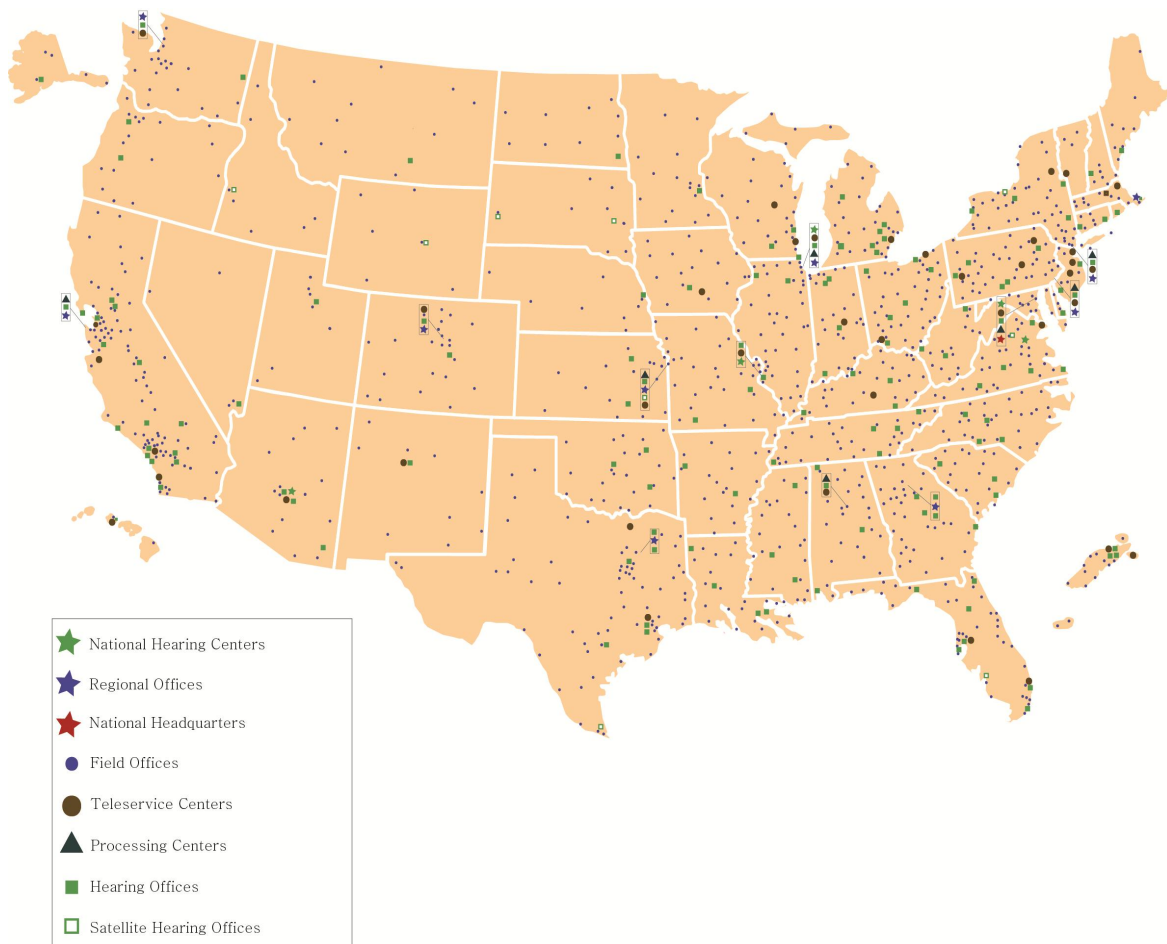 National Hearing Centers
Regional Offices
National Headquarters
Field Offices
Teleservice Centers
Processing Centers
Hearing Offices
Satellite Hearing Offices